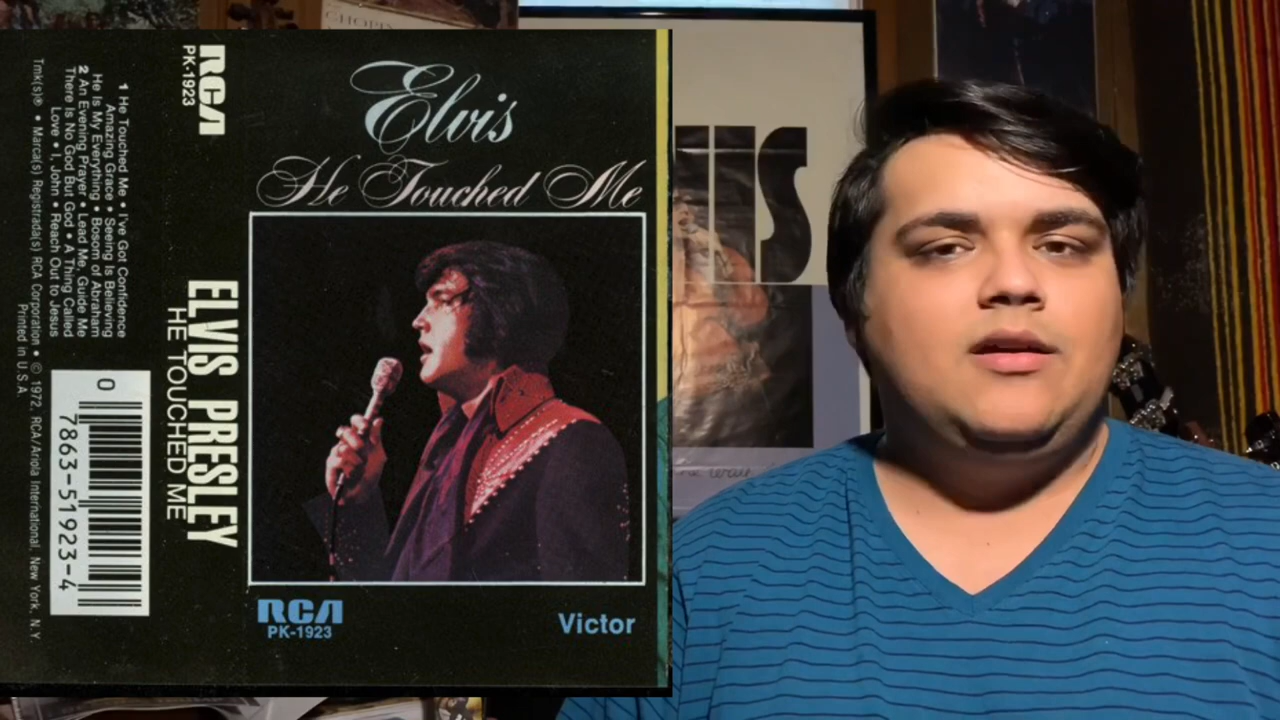 CHOPIN
Tmk(s)® • Marca(s) Registrada(s) RCA Corporation • © 1972, RCA/Ariola International, New York, N.Y.
Printed in U.S.A.
1 He Touched Me • I've Got Confidence
Amazing Grace • Seeing Is Believing
He Is My Everything • Bosom of Abraham
2 An Evening Prayer • Lead Me, Guide Me
There Is No God But God • A Thing Called
Love • I, John • Reach Out to Jesus
0
7863-51923-4
RCA
PK-1923
ELVIS PRESLEY
HE TOUCHED ME
Elvis
He Touched Me
RCA
PK-1923
Victor
VIS